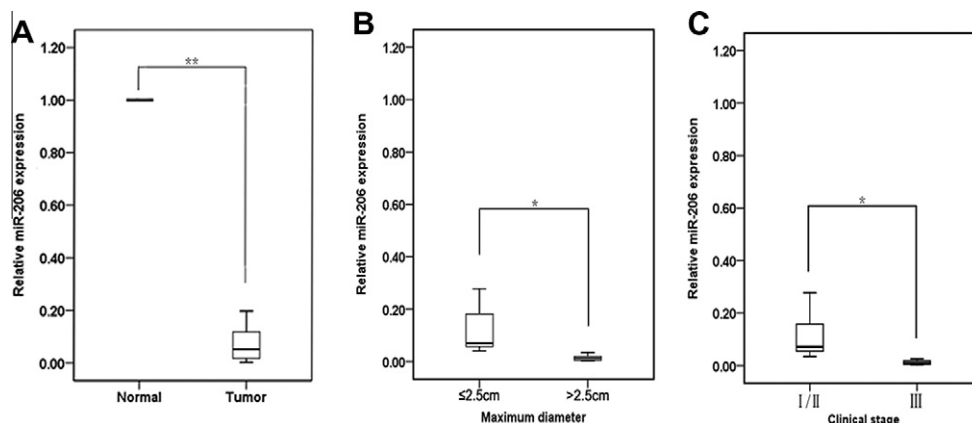 A
Relative miR-206 expression
1.20
1.00
0.80
0.60
0.40
0.20
0.00
**
Normal
Tumor
B
Relative miR-206 expression
1.20
1.00
0.80
0.60
0.40
0.20
0.00
*
≤2.5cm
>2.5cm
Maximum diameter
C
Relative miR-206 expression
1.20
1.00
0.80
0.60
0.40
0.20
0.00
*
Ⅰ/Ⅱ
Ⅲ
Clinical stage